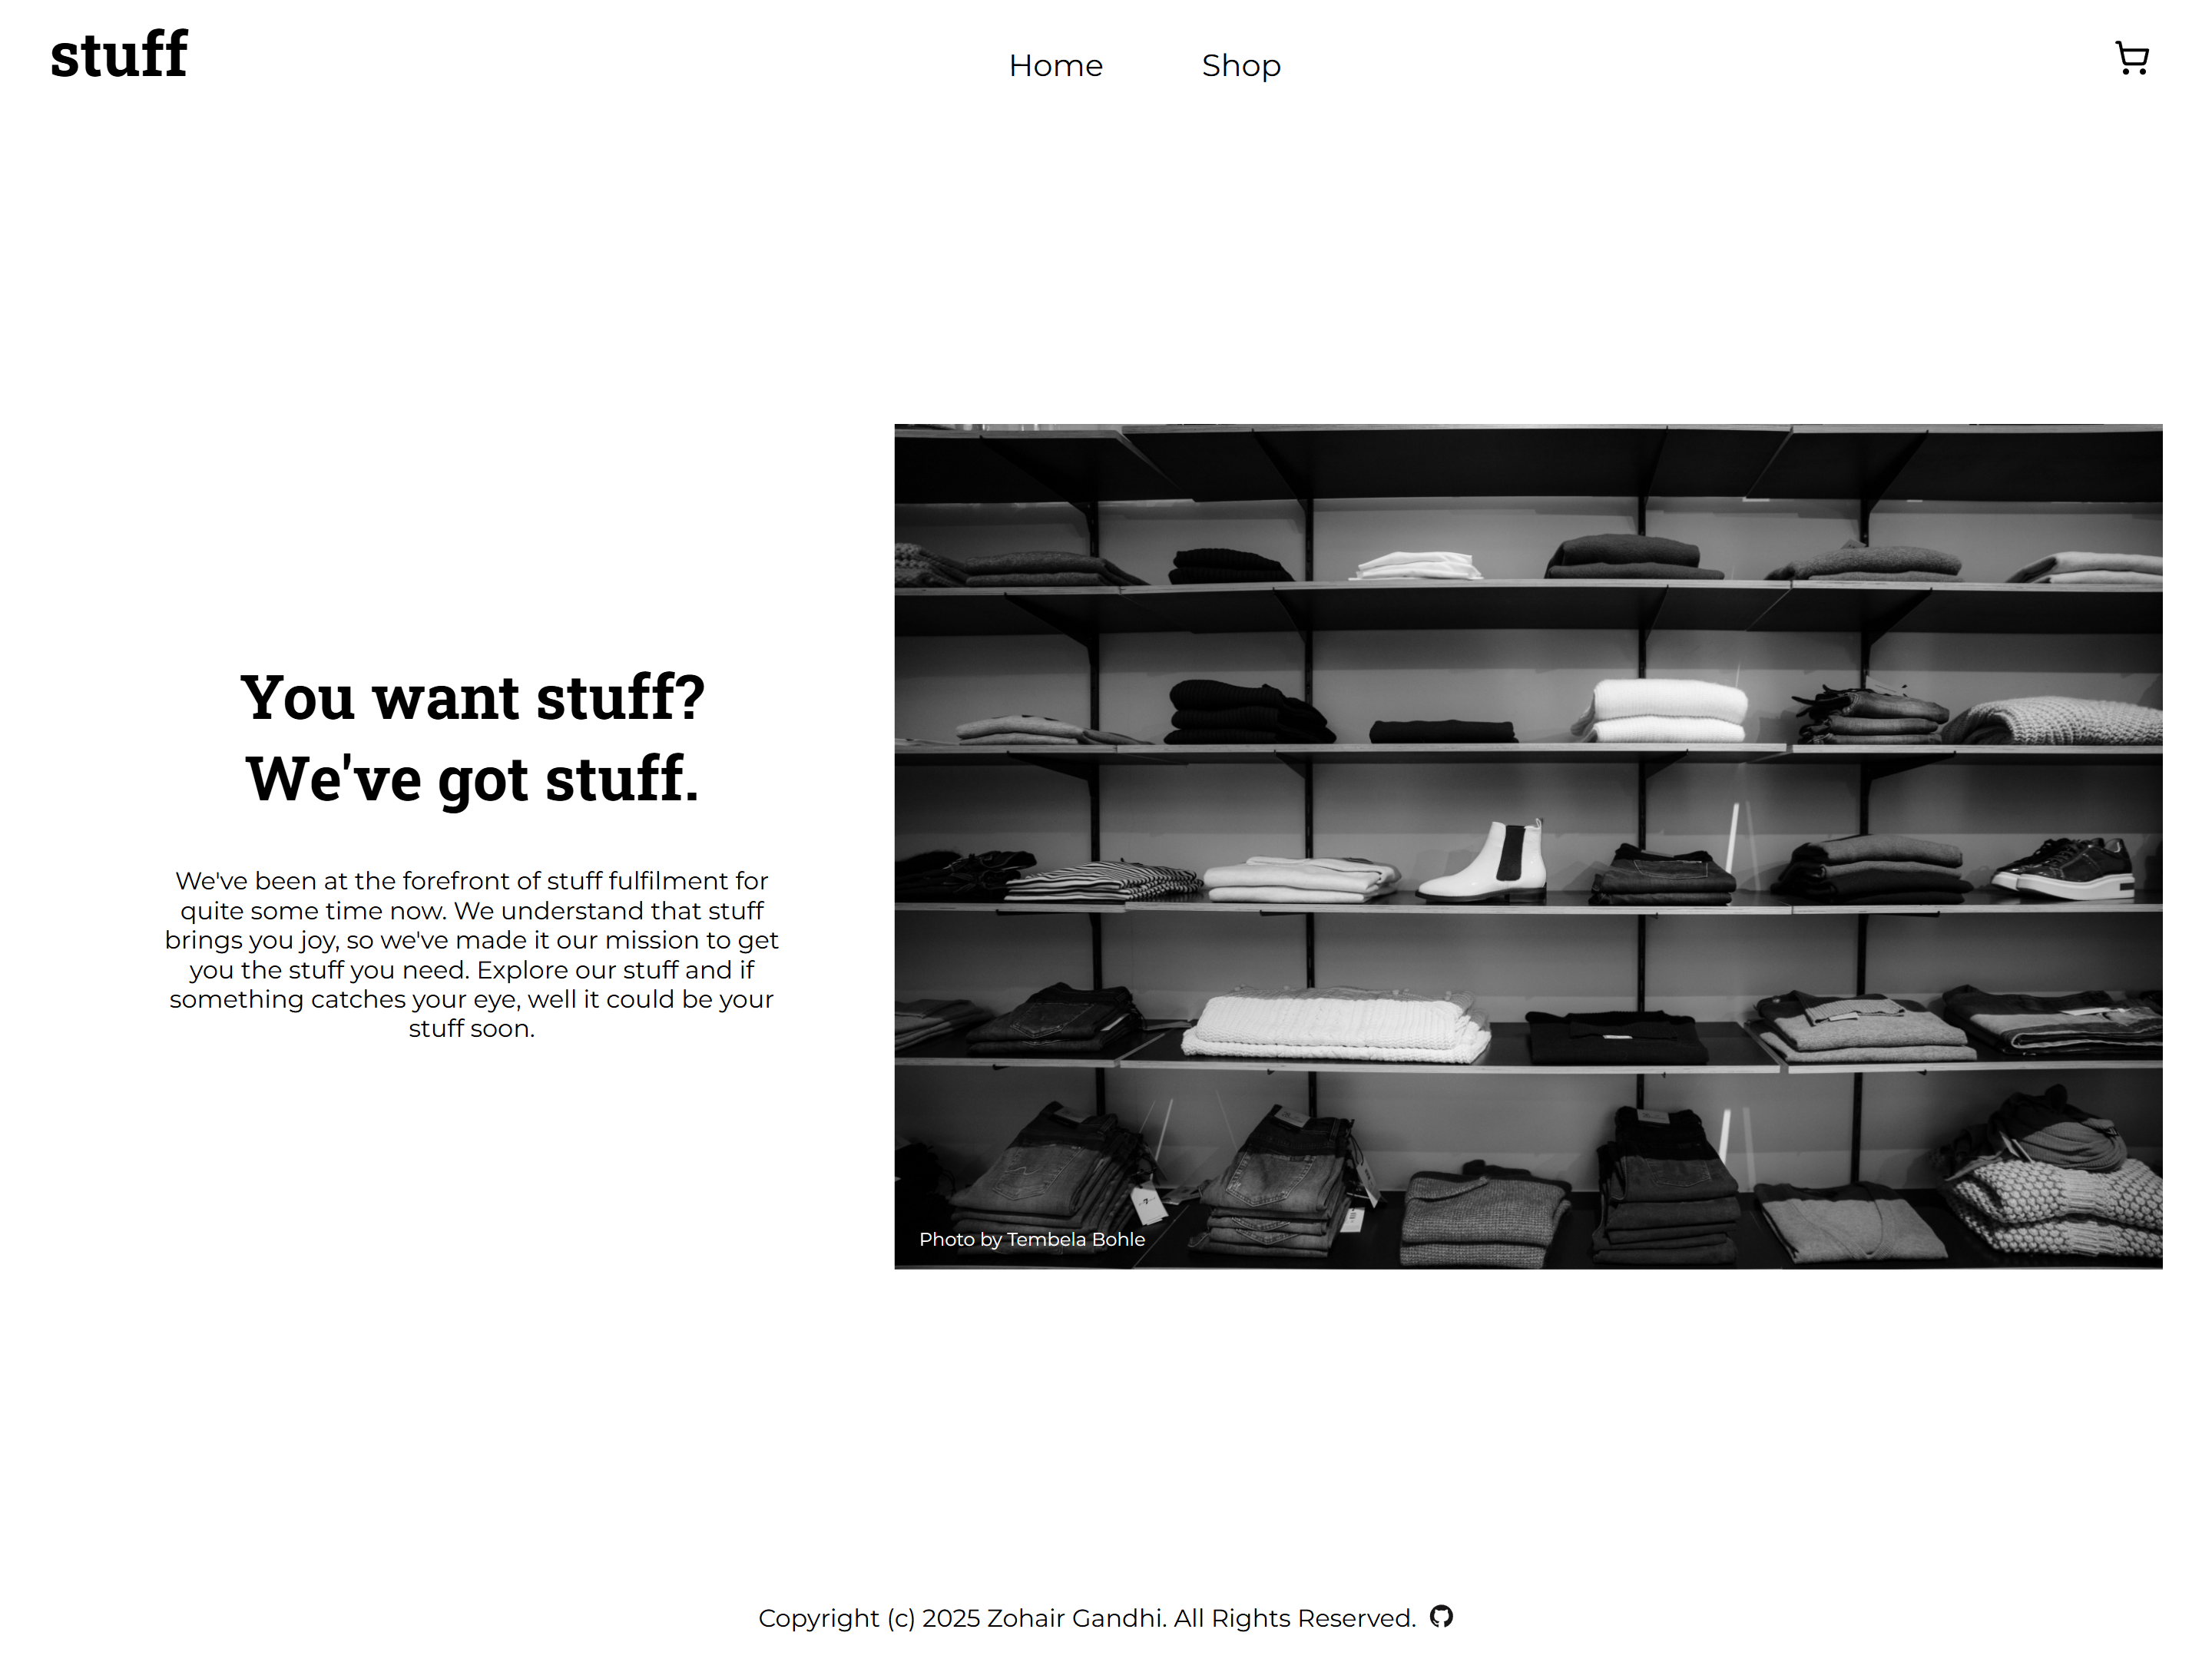 stuff
Home
Shop
You want stuff?
We've got stuff.
We've been at the forefront of stuff fulfilment for
quite some time now. We understand that stuff
brings you joy, so we've made it our mission to get
you the stuff you need. Explore our stuff and if
something catches your eye, well it could be your
stuff soon.
Photo by Tembela Bohle
Copyright (c) 2025 Zohair Gandhi. All Rights Reserved.